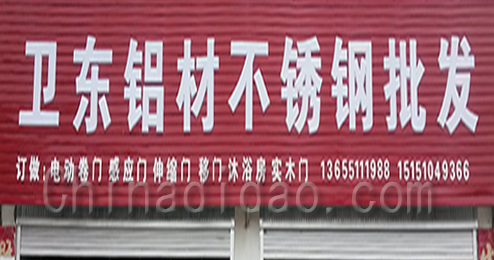 卫东铝材不锈钢批发
订做:电动卷门 感应门 伸缩门 移门 沐浴房 实木门 13655111988 15151049366
Chinadidao.com